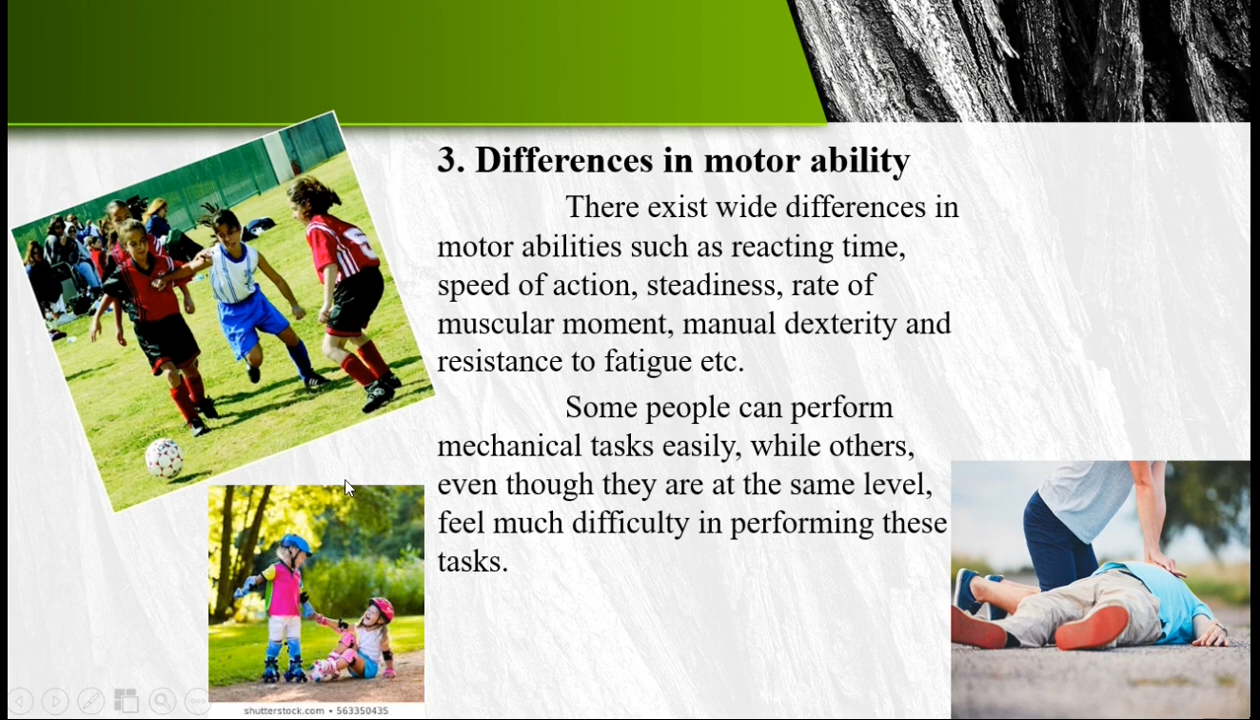 3. Differences in motor ability
There exist wide differences in
motor abilities such as reacting time,
speed of action, steadiness, rate of
muscular moment, manual dexterity and
resistance to fatigue etc.
Some people can perform
mechanical tasks easily, while others,
even though they are at the same level,
feel much difficulty in performing these
tasks.
shutterstock.com • 563350435